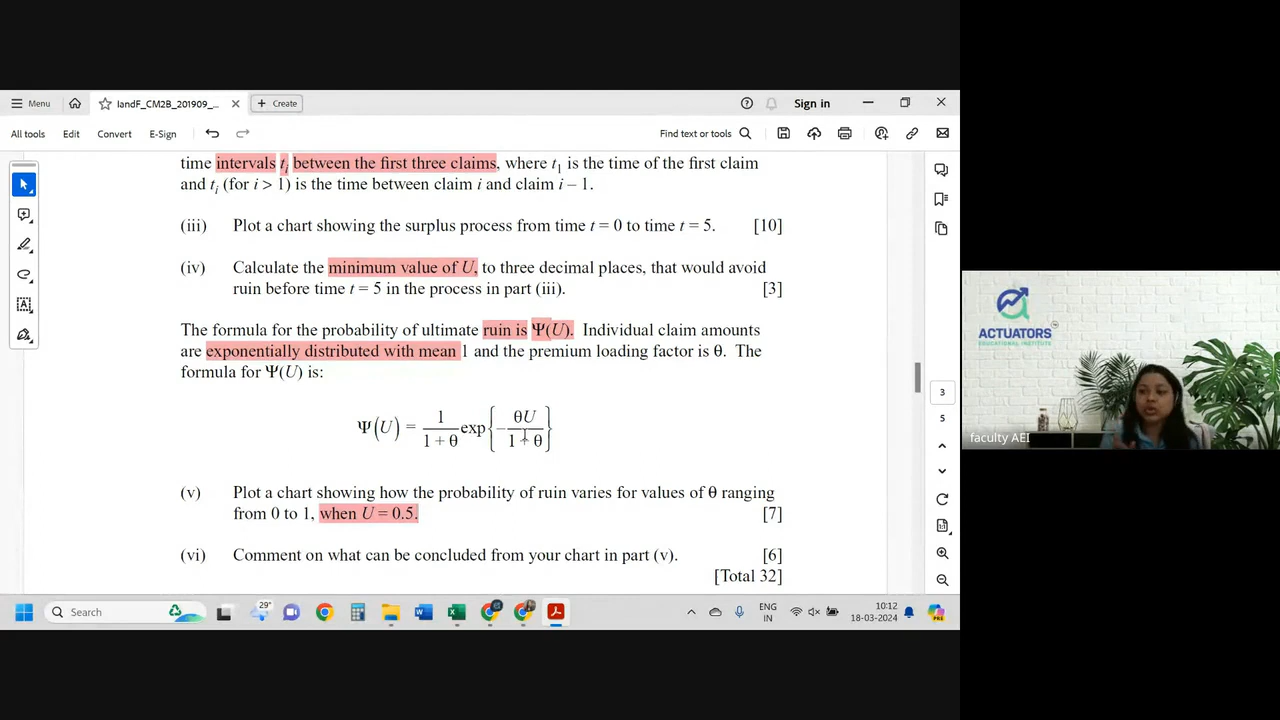 Menu
IandF_CM2B_201909_...
Create
Sign in
All tools
Edit
Convert
E-Sign
Find text or tools
time intervals tᵢ between the first three claims, where t₁ is the time of the first claim
and tᵢ (for i > 1) is the time between claim i and claim i – 1.
(iii) Plot a chart showing the surplus process from time t = 0 to time t = 5. [10]
(iv) Calculate the minimum value of U, to three decimal places, that would avoid
ruin before time t = 5 in the process in part (iii). [3]
The formula for the probability of ultimate ruin is Ψ(U). Individual claim amounts
are exponentially distributed with mean 1 and the premium loading factor is θ. The
formula for Ψ(U) is:
Ψ(U) = 1/(1 + θ) exp{–θU/(1 + θ)}
(v) Plot a chart showing how the probability of ruin varies for values of θ ranging
from 0 to 1, when U = 0.5. [7]
(vi) Comment on what can be concluded from your chart in part (v). [6]
[Total 32]
3
5
ACTUATORS
EDUCATIONAL INSTITUTE
faculty AEI
Search
29°
ENG
IN
10:12
18-03-2024